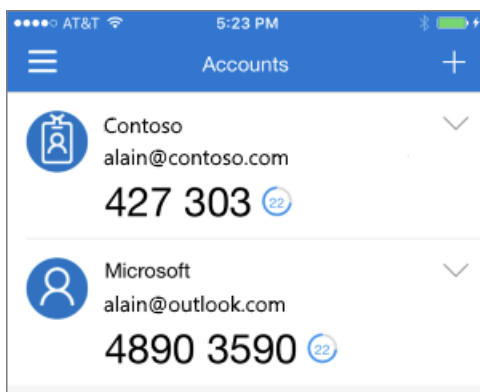 AT&T 5:23 PM
Accounts
Contoso
alain@contoso.com
427 303 22
Microsoft
alain@outlook.com
4890 3590 22